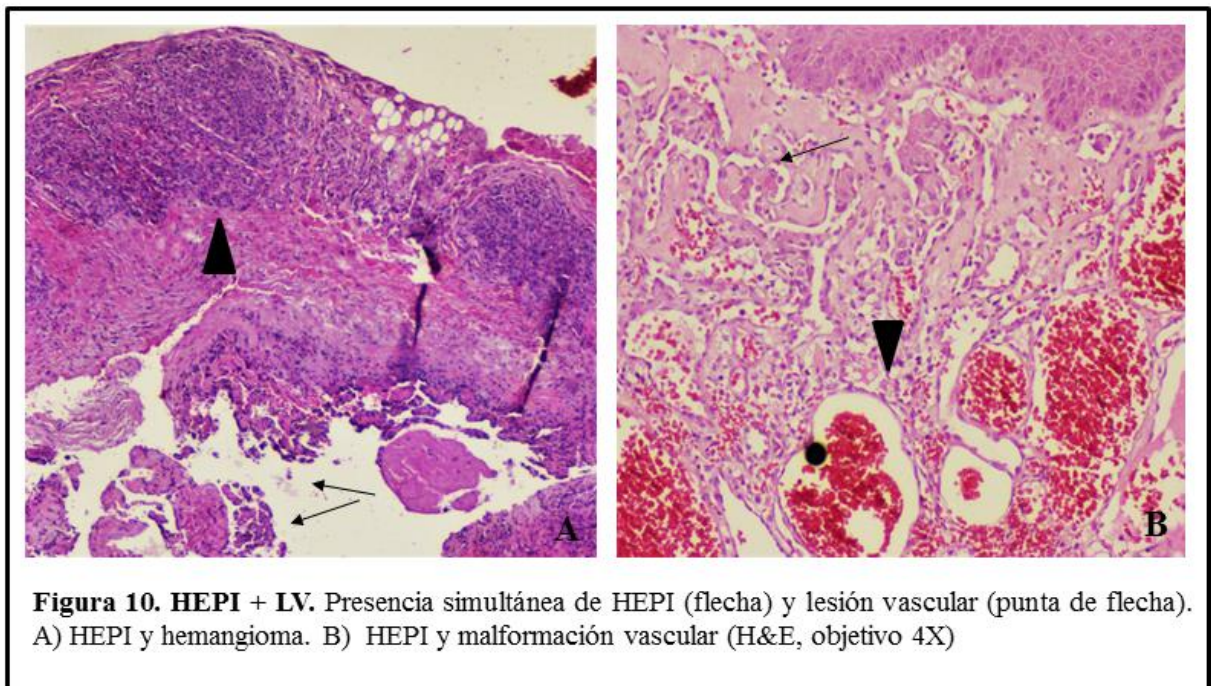 A
B
Figura 10. HEPI + LV. Presencia simultánea de HEPI (flecha) y lesión vascular (punta de flecha).
A) HEPI y hemangioma. B) HEPI y malformación vascular (H&E, objetivo 4X)